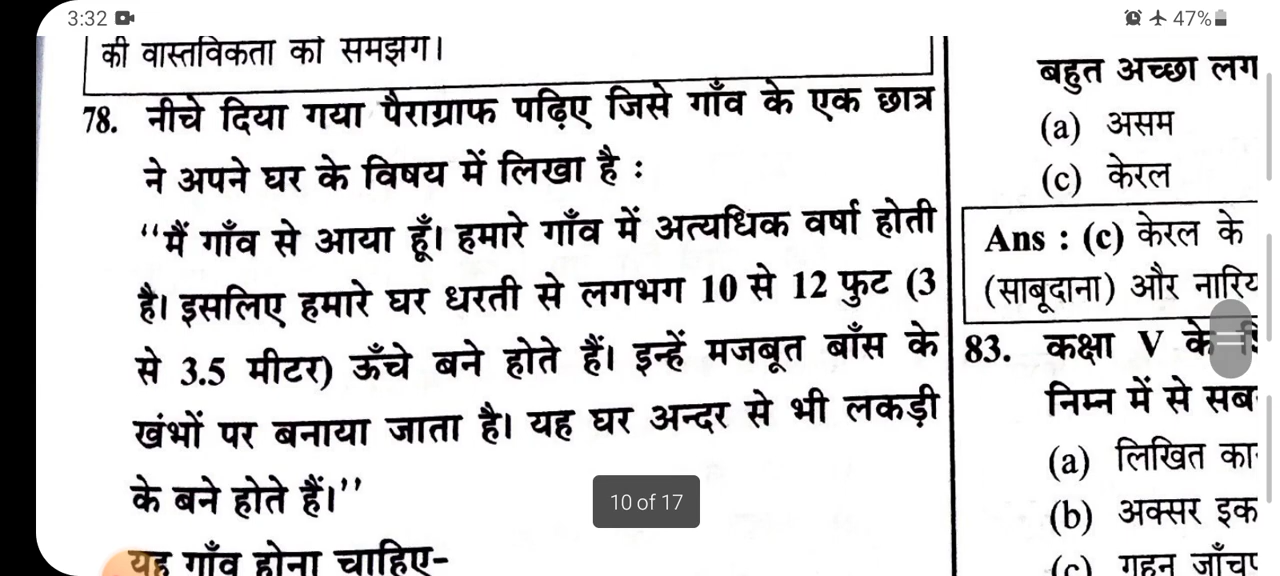 3:32
47%
की वास्तविकता को समझेंगे।
78. नीचे दिया गया पैराग्राफ पढ़िए जिसे गाँव के एक छात्र
ने अपने घर के विषय में लिखा है :
“मैं गाँव से आया हूँ। हमारे गाँव में अत्यधिक वर्षा होती
है। इसलिए हमारे घर धरती से लगभग 10 से 12 फुट (3
से 3.5 मीटर) ऊँचे बने होते हैं। इन्हें मजबूत बाँस के
खंभों पर बनाया जाता है। यह घर अन्दर से भी लकड़ी
के बने होते हैं।”
यह गाँव होना चाहिए-
10 of 17
बहुत अच्छा लग
(a) असम
(c) केरल
Ans : (c) केरल के
(साबूदाना) और
83. कक्षा V के
निम्न में से सब
(a) लिखित का
(b) अक्सर इक
(c) गहन